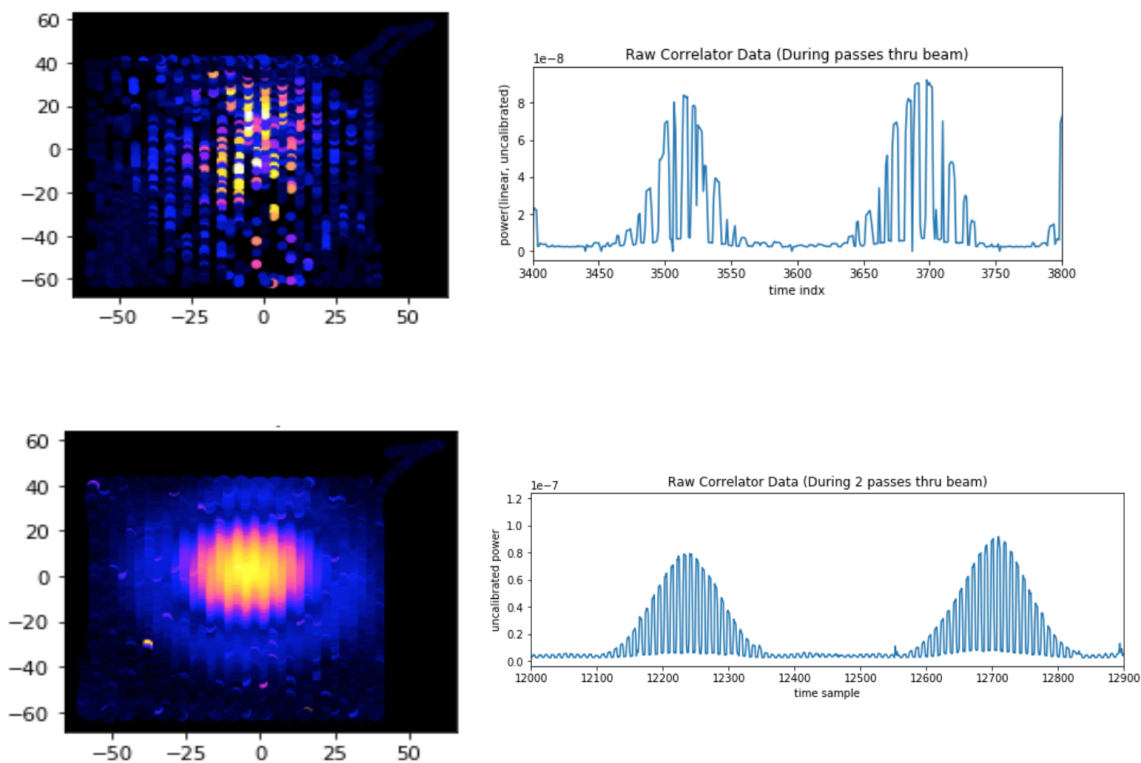 60
40
20
0
−20
−40
−60
−50 −25 0 25 50
Raw Correlator Data (During passes thru beam)
1e−8
power(linear, uncalibrated)
8
6
4
2
0
3400 3450 3500 3550 3600 3650 3700 3750 3800
time indx
60
40
20
0
−20
−40
−60
−50 −25 0 25 50
Raw Correlator Data (During 2 passes thru beam)
1e−7
uncalibrated power
1.2
1.0
0.8
0.6
0.4
0.2
0.0
12000 12100 12200 12300 12400 12500 12600 12700 12800 12900
time sample